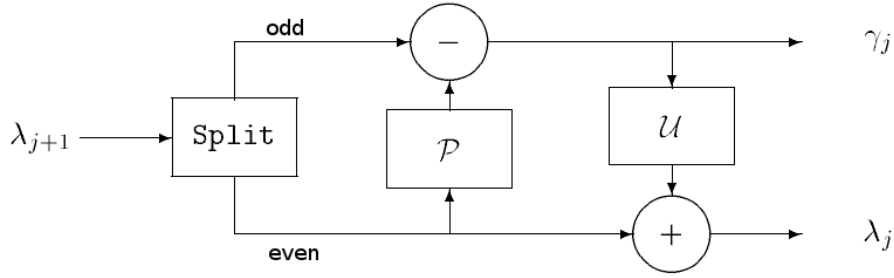 odd
−
γ_j
λ_{j+1}
Split
𝒫
𝒰
even
+
λ_j